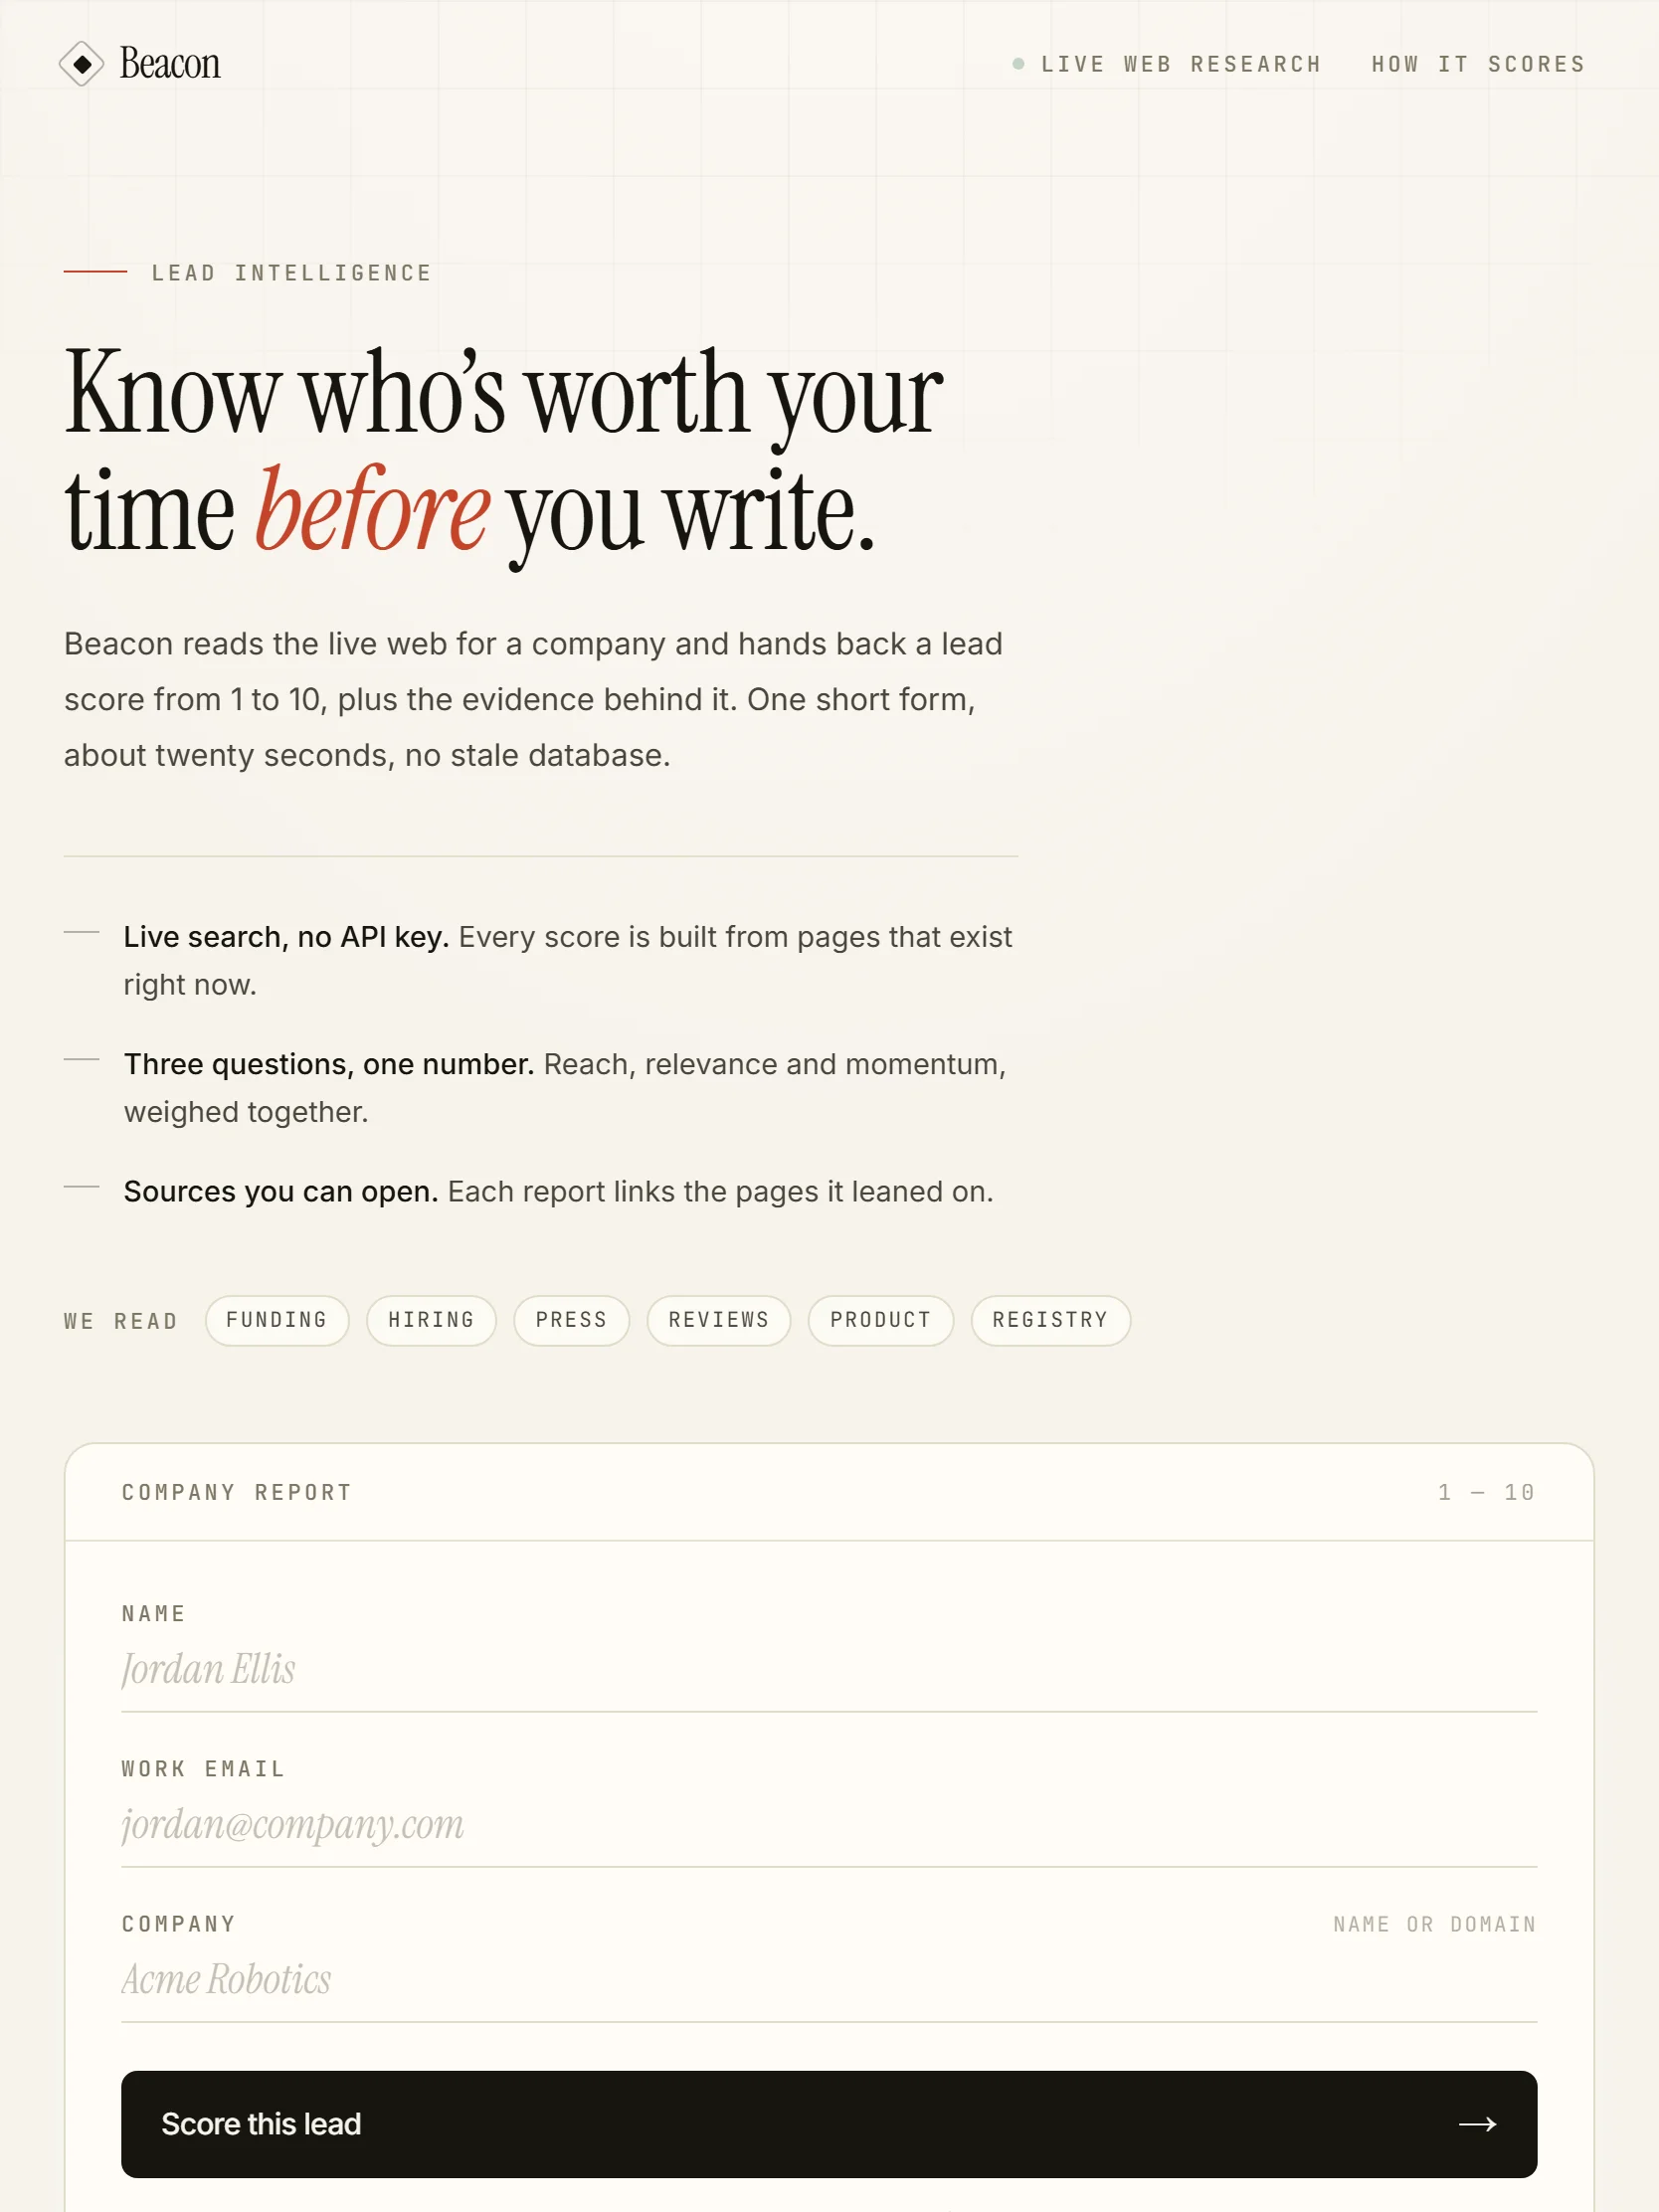 Beacon
LIVE WEB RESEARCH
HOW IT SCORES
LEAD INTELLIGENCE
Know who’s worth your
time before you write.
Beacon reads the live web for a company and hands back a lead
score from 1 to 10, plus the evidence behind it. One short form,
about twenty seconds, no stale database.
Live search, no API key. Every score is built from pages that exist
right now.
Three questions, one number. Reach, relevance and momentum,
weighed together.
Sources you can open. Each report links the pages it leaned on.
WE READ
FUNDING
HIRING
PRESS
REVIEWS
PRODUCT
REGISTRY
COMPANY REPORT
1 — 10
NAME
Jordan Ellis
WORK EMAIL
jordan@company.com
COMPANY
NAME OR DOMAIN
Acme Robotics
Score this lead →